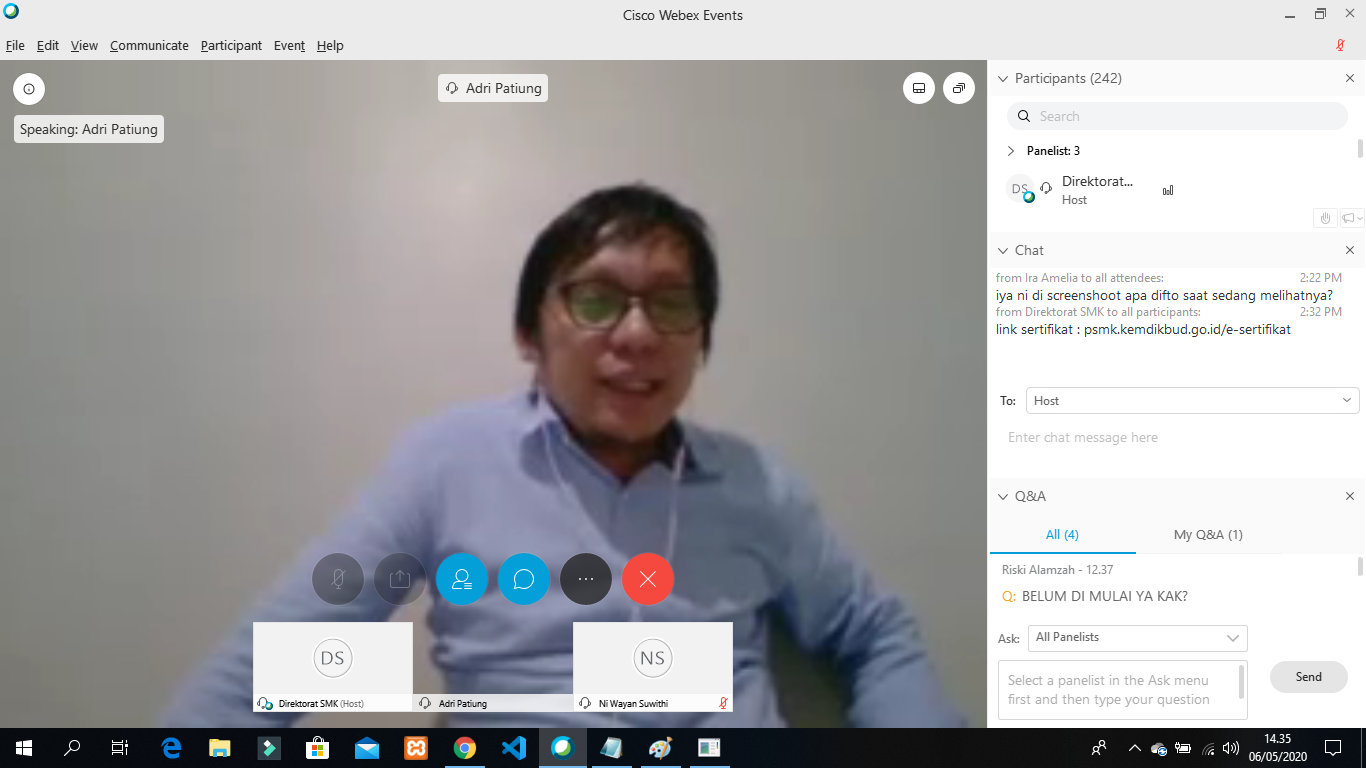 Cisco Webex Events
File Edit View Communicate Participant Event Help
Adri Patiung
Speaking: Adri Patiung
DS
Direktorat SMK (Host)
Adri Patiung
NS
Ni Wayan Suwithi
Participants (242)
Search
Panelist: 3
DS
Direktorat...
Host
Chat
from Ira Amelia to all attendees: 2:22 PM
iya ni di screenshoot apa difto saat sedang melihatnya?
from Direktorat SMK to all participants: 2:32 PM
link sertifikat : psmk.kemdikbud.go.id/e-sertifikat
To: Host
Enter chat message here
Q&A
All (4) My Q&A (1)
Riski Alamzah - 12.37
Q: BELUM DI MULAI YA KAK?
Ask: All Panelists
Select a panelist in the Ask menu
first and then type your question
Send
14.35
06/05/2020